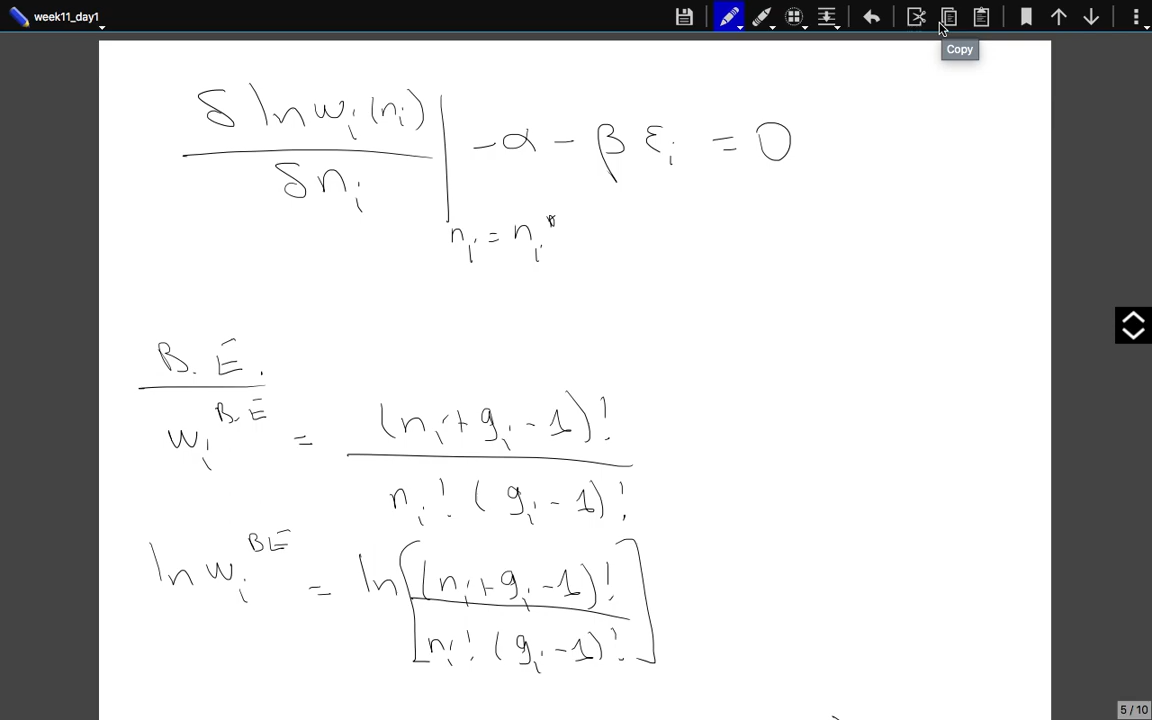 week11_day1
Copy
δ ln wᵢ(nᵢ) / δnᵢ |nᵢ = nᵢ* - α - β εᵢ = 0
B. E.
wᵢ^B.E = (nᵢ + gᵢ - 1)! / nᵢ! (gᵢ - 1)!
ln wᵢ^BE = ln [(nᵢ + gᵢ - 1)! / nᵢ! (gᵢ - 1)!]
5 / 10